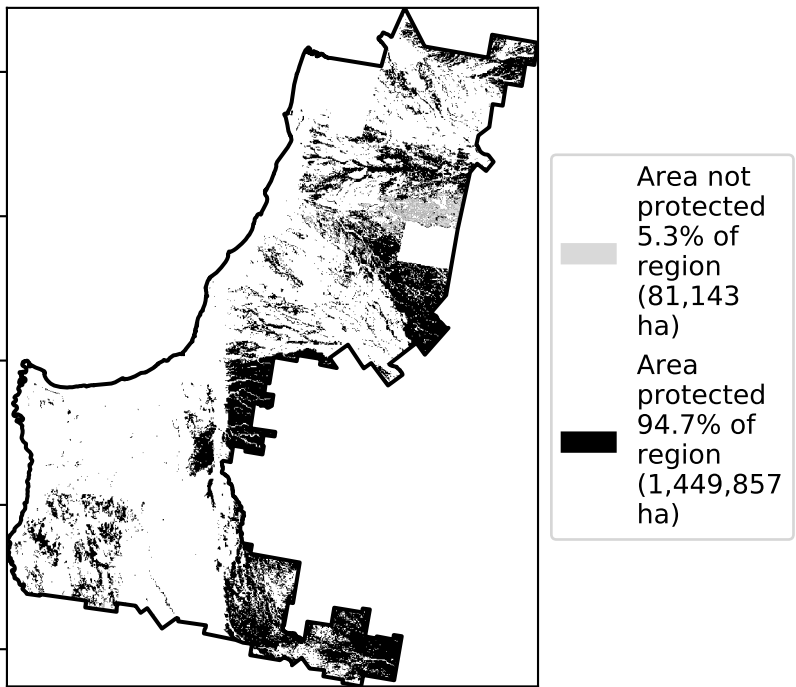 Area not
protected
5.3% of
region
(81,143
ha)
Area
protected
94.7% of
region
(1,449,857
ha)